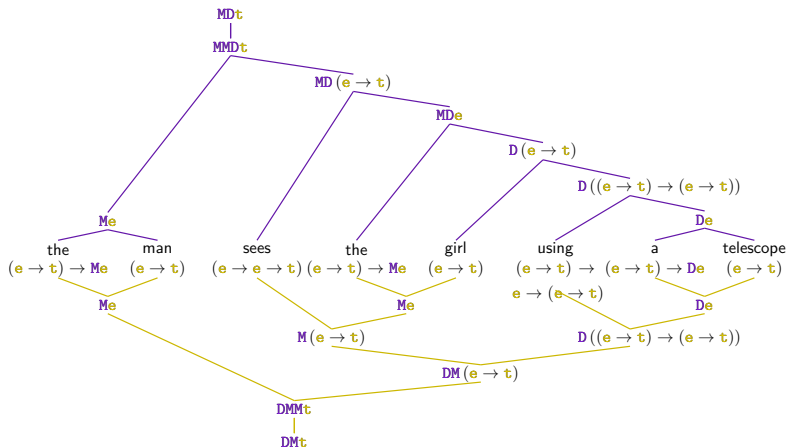 MDt
MMDt
MD(e → t)
MDe
D(e → t)
D((e → t) → (e → t))
Me De
the man sees the girl using a telescope
(e → t) → Me (e → t) (e → e → t) (e → t) → Me (e → t) (e → t) → (e → t) → De (e → t)
e → (e → t)
Me Me De
M(e → t) D((e → t) → (e → t))
DM(e → t)
DMMt
DMt